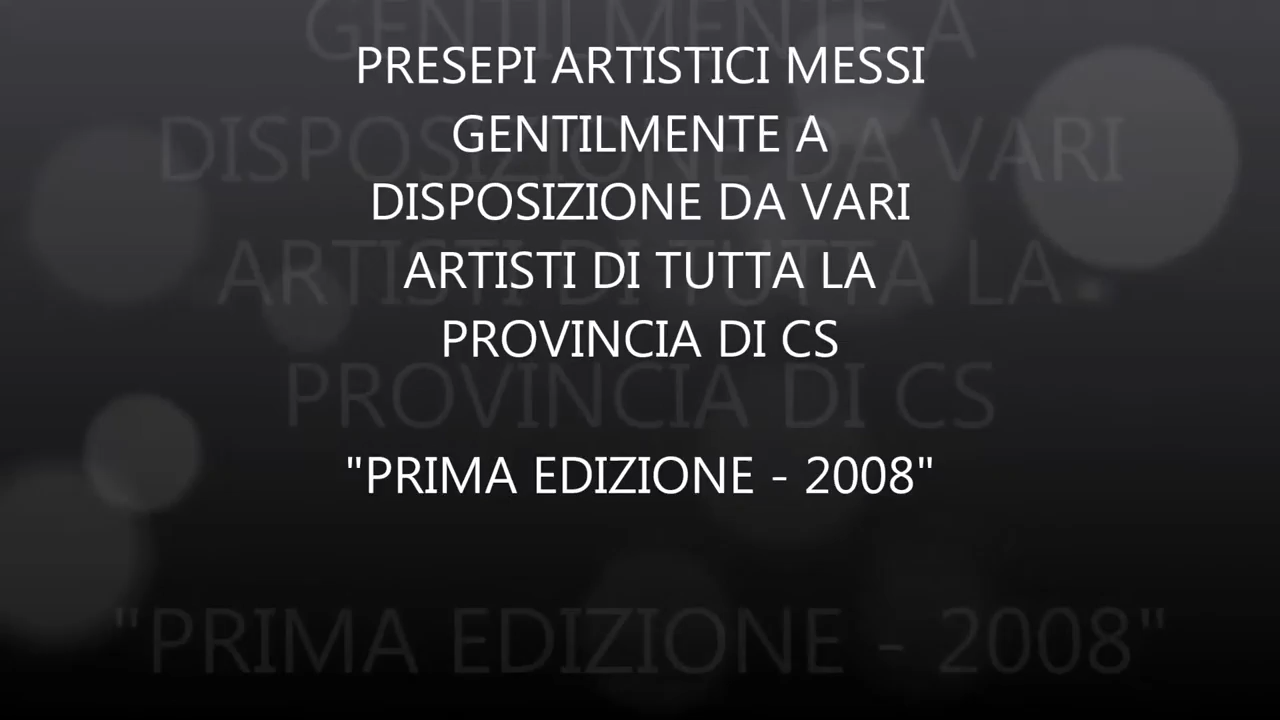 PRESEPI ARTISTICI MESSI
GENTILMENTE A
DISPOSIZIONE DA VARI
ARTISTI DI TUTTA LA
PROVINCIA DI CS
"PRIMA EDIZIONE - 2008"